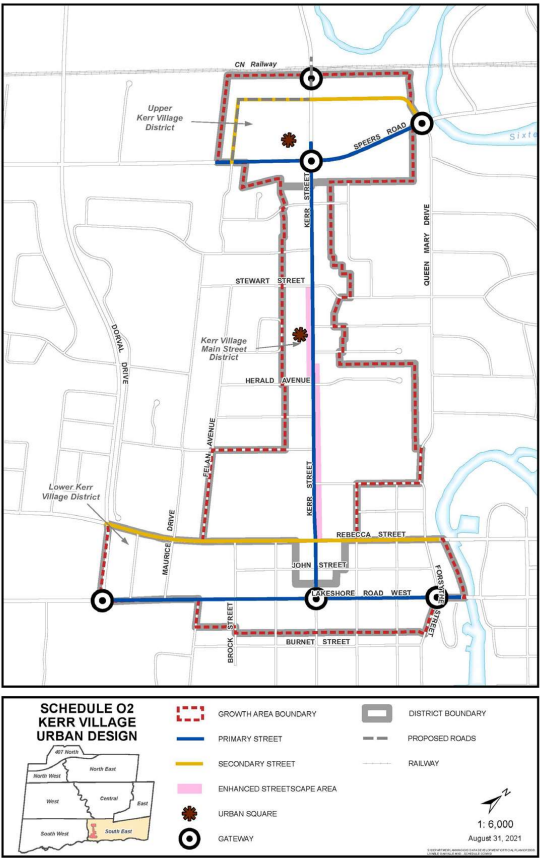 CN Railway
Upper
Kerr Village
District
SPEERS ROAD
Sixte
KERR STREET
QUEEN MARY DRIVE
STEWART STREET
Kerr Village
Main Street
District
DORVAL DRIVE
HERALD AVENUE
FELAN AVENUE
KERR STREET
Lower Kerr
Village District
MAURICE DRIVE
REBECCA STREET
JOHN STREET
LAKESHORE ROAD WEST
FORSYTHE STREET
BROCK STREET
BURNET STREET
SCHEDULE O2
KERR VILLAGE
URBAN DESIGN
407 North
North West
North East
West
Central
East
South West
South East
GROWTH AREA BOUNDARY
PRIMARY STREET
SECONDARY STREET
ENHANCED STREETSCAPE AREA
URBAN SQUARE
GATEWAY
DISTRICT BOUNDARY
PROPOSED ROADS
RAILWAY
1: 6,000
August 31, 2021